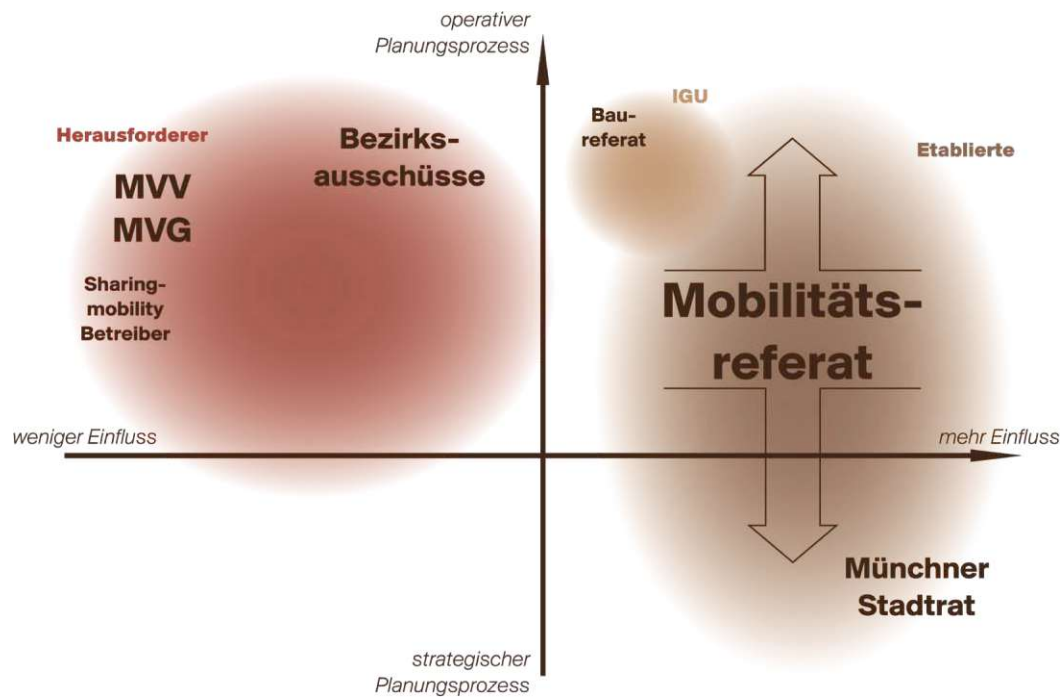 operativer
Planungsprozess
IGU
Herausforderer
Bezirks-
ausschüsse
Bau-
referat
Etablierte
MVV
MVG
Sharing-
mobility
Betreiber
Mobilitäts-
referat
weniger Einfluss
mehr Einfluss
Münchner
Stadtrat
strategischer
Planungsprozess